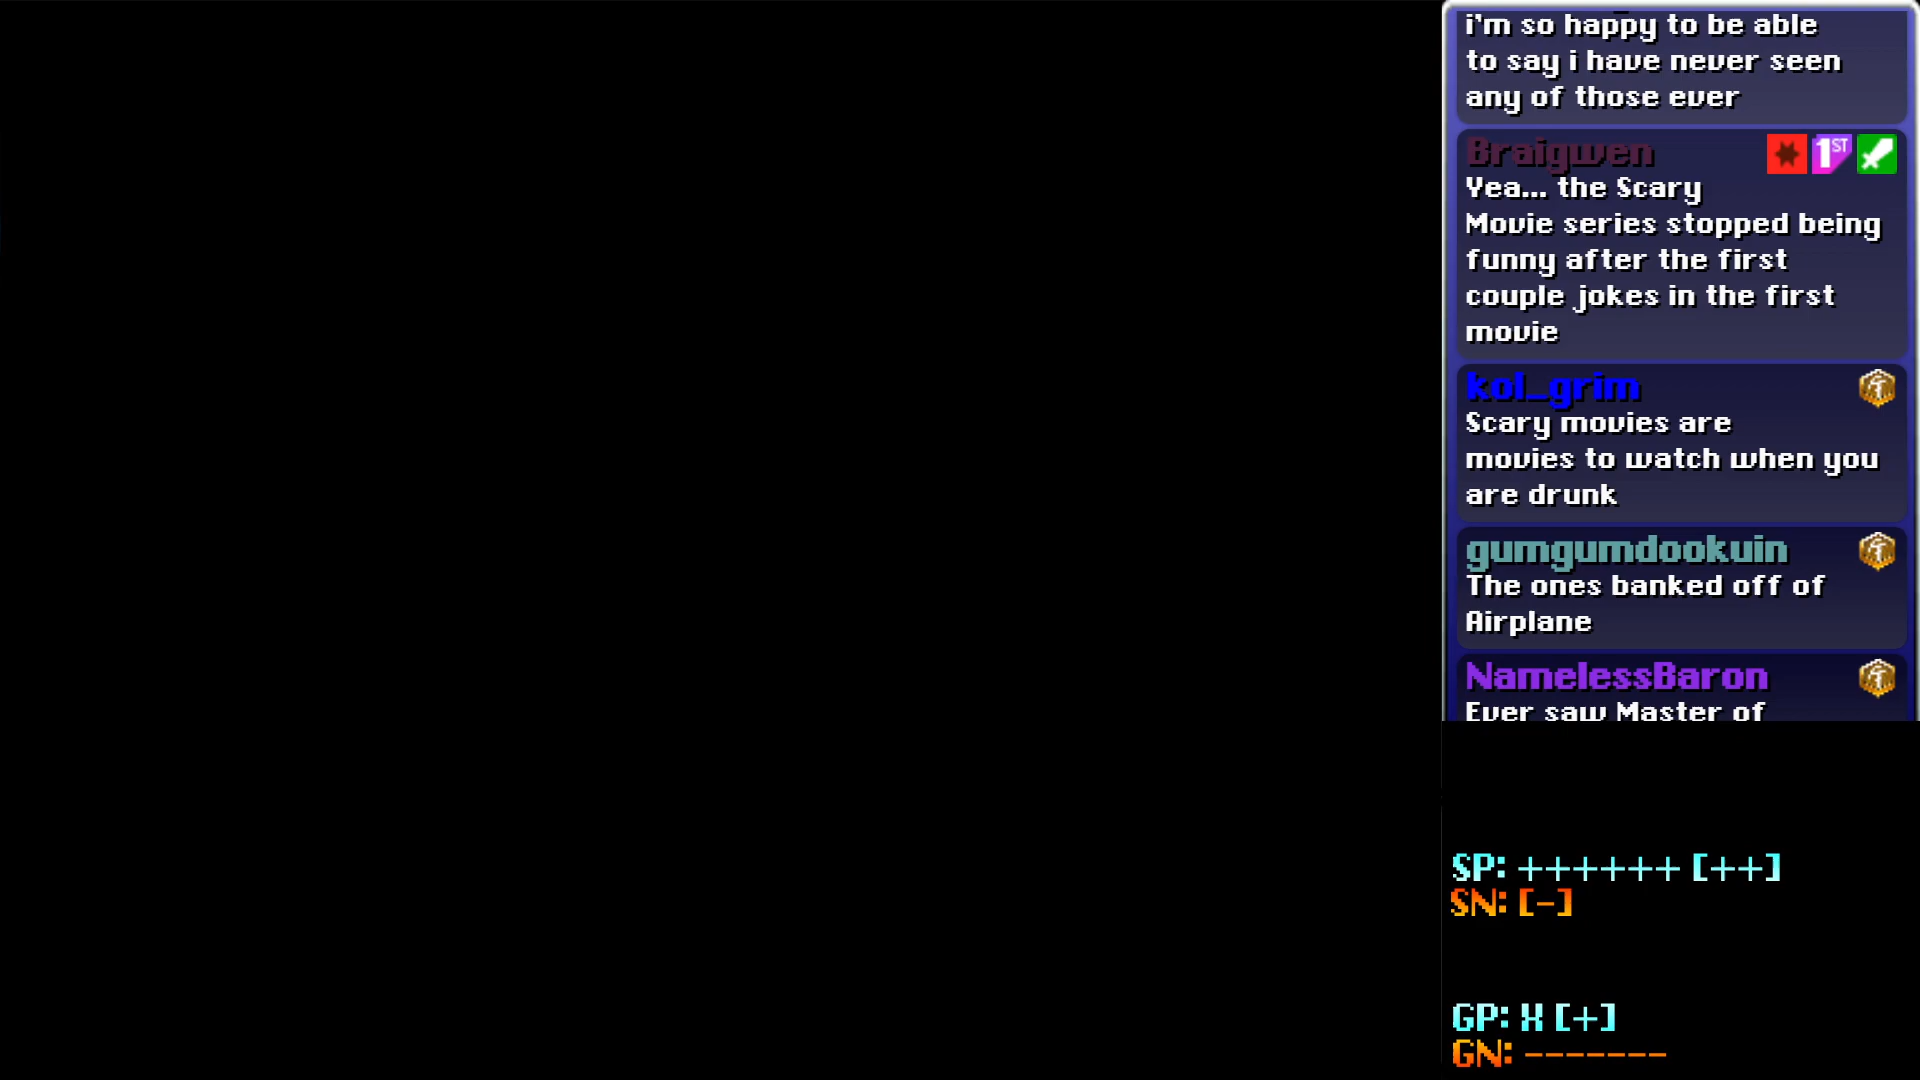 i'm so happy to be able
to say i have never seen
any of those ever
Braigwen
1ST
Yea... the Scary
Movie series stopped being
funny after the first
couple jokes in the first
movie
kol_grim
Scary movies are
movies to watch when you
are drunk
gumgumdookuin
The ones banked off of
Airplane
NamelessBaron
Ever saw Master of
SP: ++++++ [++]
SN: [-]
GP: X [+]
GN: -------